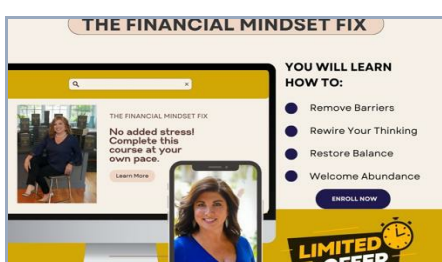 THE FINANCIAL MINDSET FIX
YOU WILL LEARN
HOW TO:
THE FINANCIAL MINDSET FIX
No added stress!
Complete this
course at your
own pace.
Learn More
Remove Barriers
Rewire Your Thinking
Restore Balance
Welcome Abundance
ENROLL NOW
LIMITED
OFFER